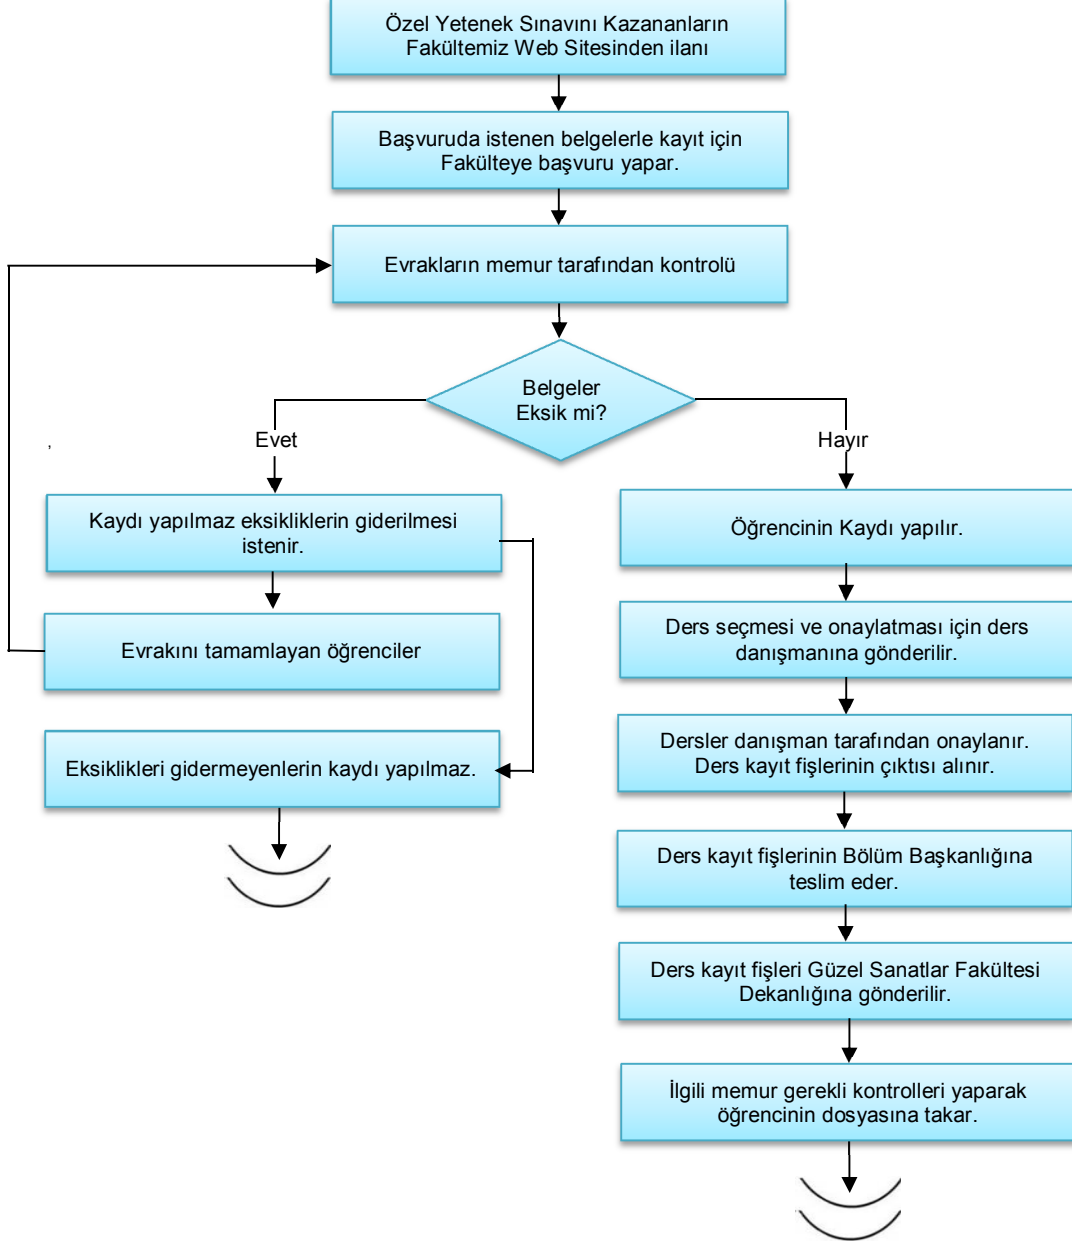 Özel Yetenek Sınavını Kazananların
Fakültemiz Web Sitesinden ilanı
Başvuruda istenen belgelerle kayıt için
Fakülteye başvuru yapar.
Evrakların memur tarafından kontrolü
Belgeler
Eksik mi?
Evet
Hayır
,
Kaydı yapılmaz eksikliklerin giderilmesi
istenir.
Evrakını tamamlayan öğrenciler
Eksiklikleri gidermeyenlerin kaydı yapılmaz.
Öğrencinin Kaydı yapılır.
Ders seçmesi ve onaylatması için ders
danışmanına gönderilir.
Dersler danışman tarafından onaylanır.
Ders kayıt fişlerinin çıktısı alınır.
Ders kayıt fişlerinin Bölüm Başkanlığına
teslim eder.
Ders kayıt fişleri Güzel Sanatlar Fakültesi
Dekanlığına gönderilir.
İlgili memur gerekli kontrolleri yaparak
öğrencinin dosyasına takar.